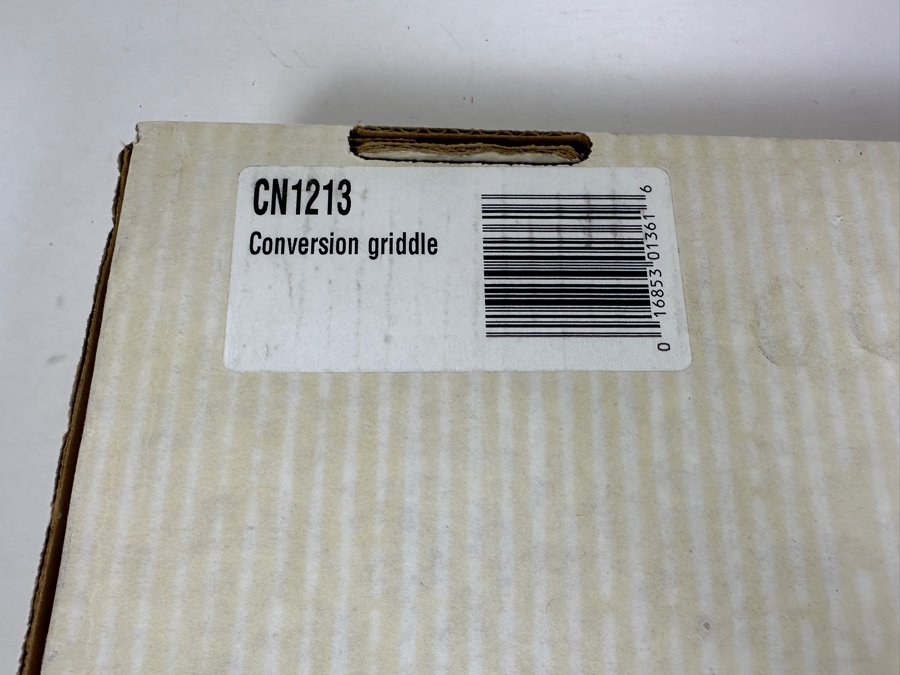 CN1213
Conversion griddle
0 16853 01361 6